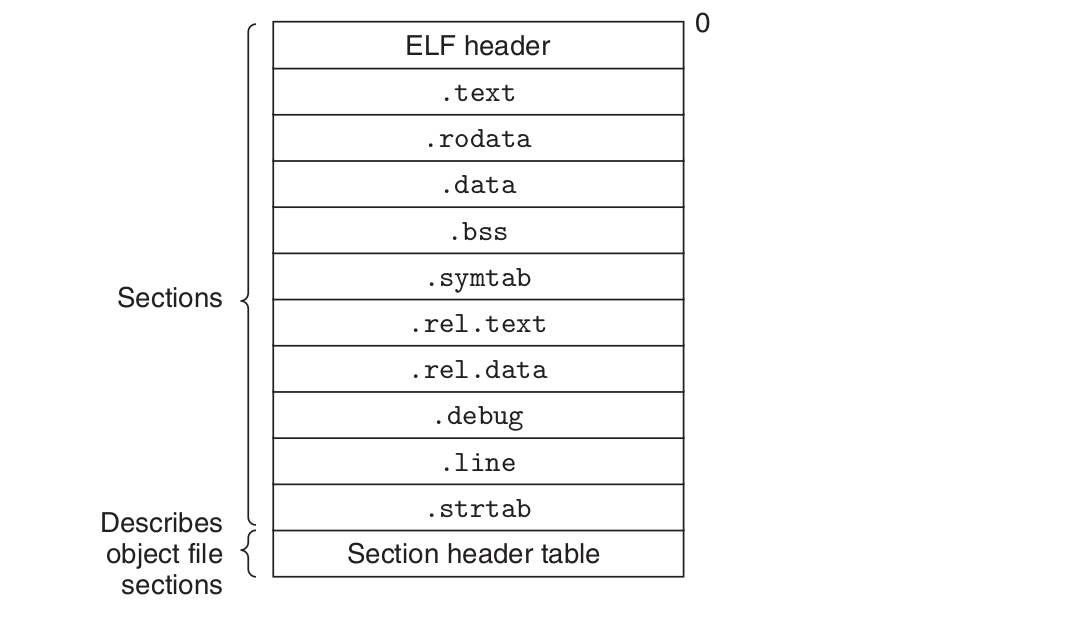 0
ELF header
.text
.rodata
.data
.bss
.symtab
Sections
.rel.text
.rel.data
.debug
.line
.strtab
Describes
object file
sections
Section header table